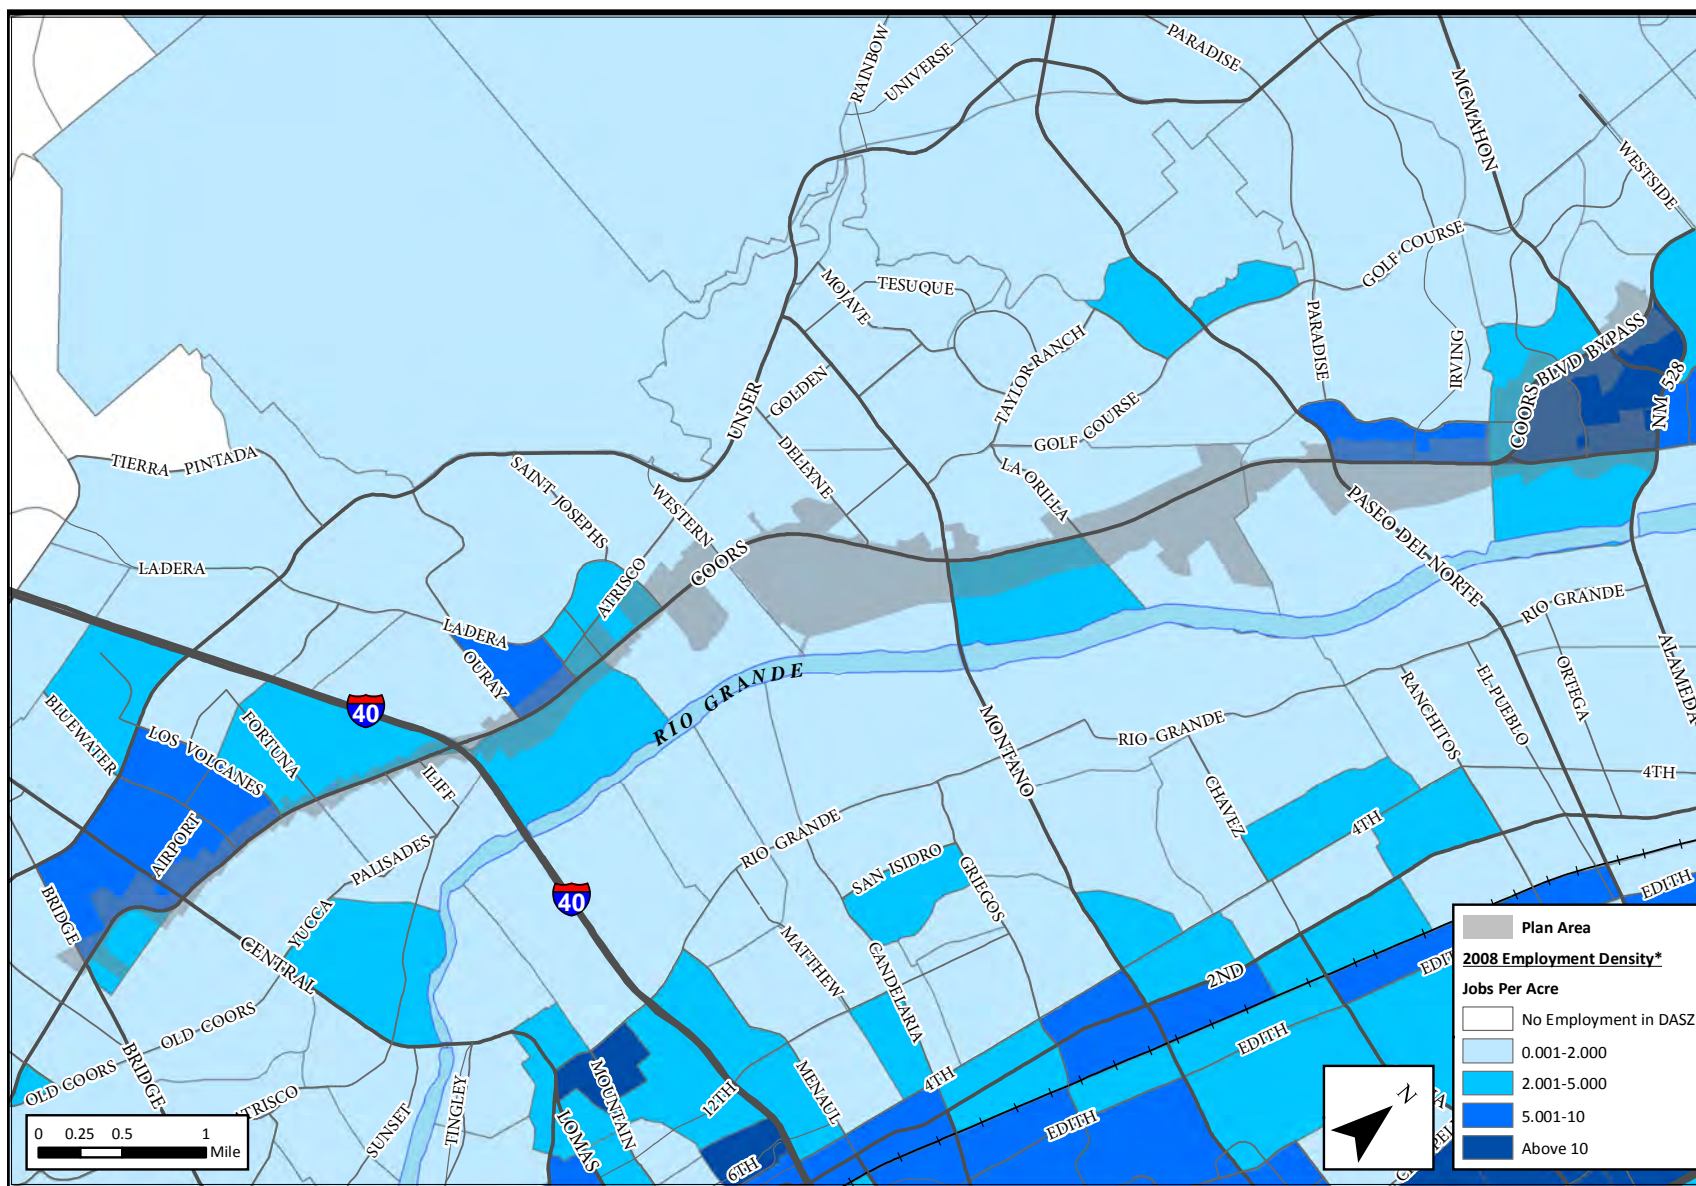 RAINBOW
UNIVERSE
PARADISE
MCMAHON
WESTSIDE
GOLF COURSE
MOJAVE
TESUQUE
TAYLOR RANCH
PARADISE
IRVING
COORS BLVD BYPASS
NM 528
UNSER
GOLDEN
DELLYNE
GOLF COURSE
LA ORILLA
TIERRA PINTADA
SAINT JOSEPHS
WESTERN
COORS
PASEO DEL NORTE
LADERA
ATRISCO
LADERA
OURAY
RIO GRANDE
RIO GRANDE
ALAMEDA
ORTEGA
EL PUEBLO
RANCHITOS
40
BLUEWATER
LOS VOLCANES
FORTUNA
ILIFF
MONTANO
RIO GRANDE
CHAVEZ
4TH
AIRPORT
PALISADES
RIO GRANDE
SAN ISIDRO
GRIEGOS
4TH
40
BRIDGE
YUCCA
CENTRAL
MATTHEW
CANDELARIA
2ND
EDITH
OLD COORS
OLD COORS
BRIDGE
SUNSET
TINGLEY
LOMAS
MOUNTAIN
12TH
6TH
MENAUL
4TH
EDITH
EDITH
0 0.25 0.5 1
Mile
N
Plan Area
2008 Employment Density*
Jobs Per Acre
No Employment in DASZ
0.001-2.000
2.001-5.000
5.001-10
Above 10